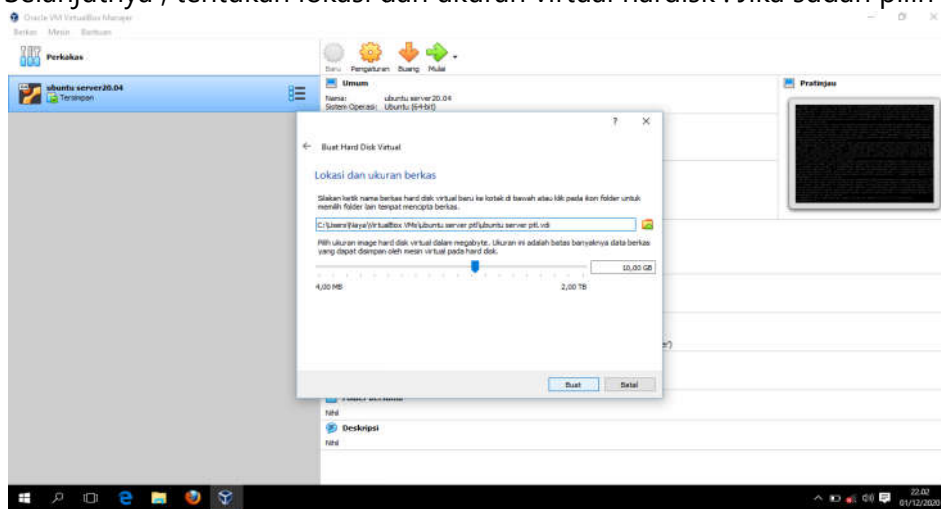 Selanjutnya , tentukan lokasi dan ukuran virtual hardisk . Jika sudah pilih
Oracle VM VirtualBox Manager
Berkas Mesin Bantuan
Perkakas
Baru Pengaturan Buang Mulai
ubuntu server20.04
Tersimpan
Umum
Nama: ubuntu server20.04
Sistem Operasi: Ubuntu (64-bit)
Pratinjau
? ×
Buat Hard Disk Virtual
Lokasi dan ukuran berkas
Silakan ketik nama berkas hard disk virtual baru ke kotak di bawah atau klik pada ikon folder untuk
memilih folder lain tempat mencipta berkas.
C:\Users\Naya\VirtualBox VMs\ubuntu server ptl\ubuntu server ptl.vdi
Pilih ukuran image hard disk virtual dalam megabyte. Ukuran ini adalah batas banyaknya data berkas
yang dapat disimpan oleh mesin virtual pada hard disk.
10,00 GB
4,00 MB 2,00 TB
Buat Batal
Nihil
Deskripsi
Nihil
22.02
01/12/2020